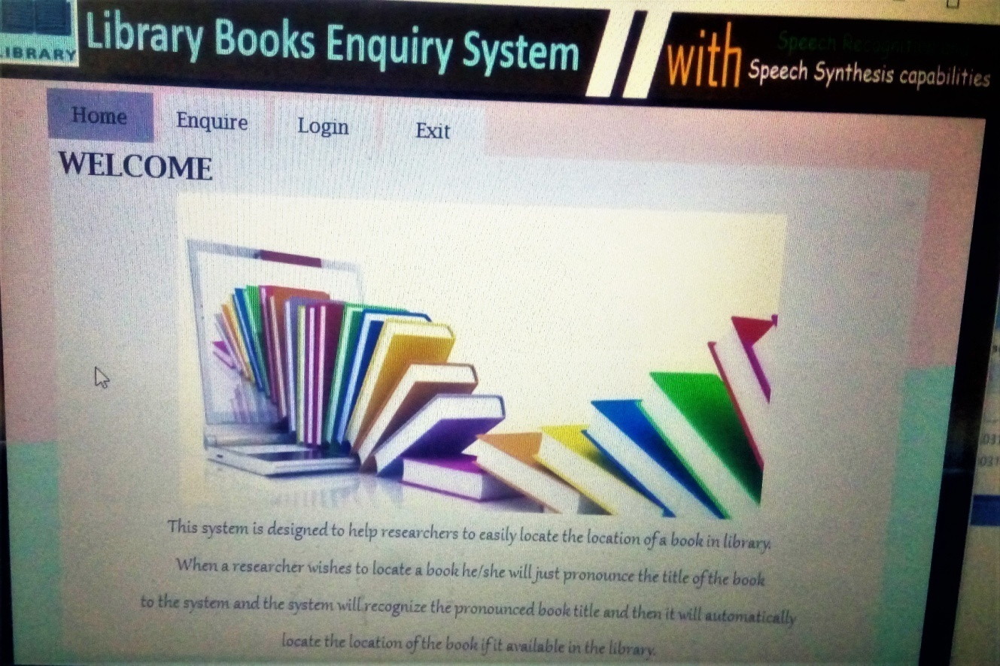 LIBRARY
Library Books Enquiry System
with
Speech Recognition
Speech Synthesis capabilities
Home
Enquire
Login
Exit
WELCOME
This system is designed to help researchers to easily locate the location of a book in library.
When a researcher wishes to locate a book he/she will just pronounce the title of the book
to the system and the system will recognize the pronounced book title and then it will automatically
locate the location of the book if it available in the library.